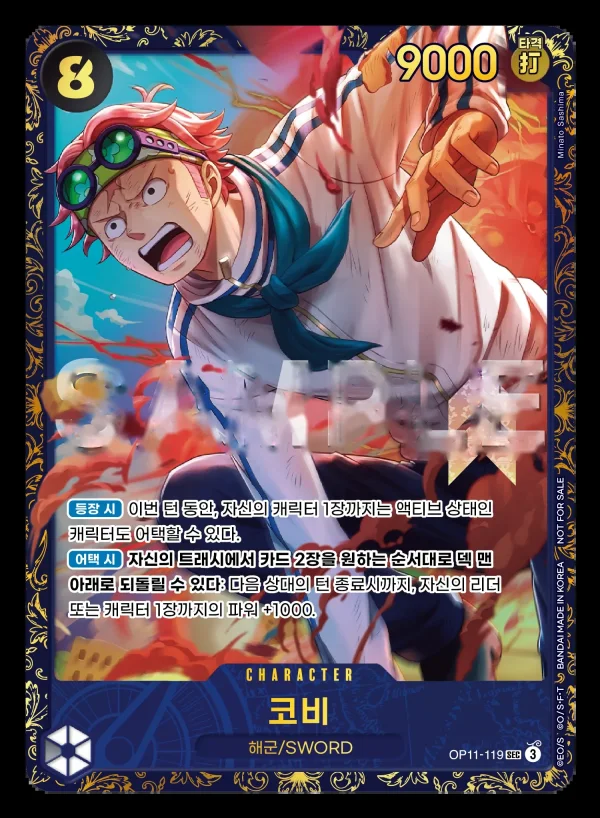 8
9000
타격
打
Minato Sashima
SAMPLE
등장 시 이번 턴 동안, 자신의 캐릭터 1장까지는 액티브 상태인
캐릭터도 어택할 수 있다.
어택 시 자신의 트래시에서 카드 2장을 원하는 순서대로 덱 맨
아래로 되돌릴 수 있다: 다음 상대의 턴 종료시까지, 자신의 리더
또는 캐릭터 1장까지의 파워 +1000.
CHARACTER
코비
해군/SWORD
OP11-119 SEC 3
©EO/S ©O/S·F·T BANDAI MADE IN KOREA NOT FOR SALE